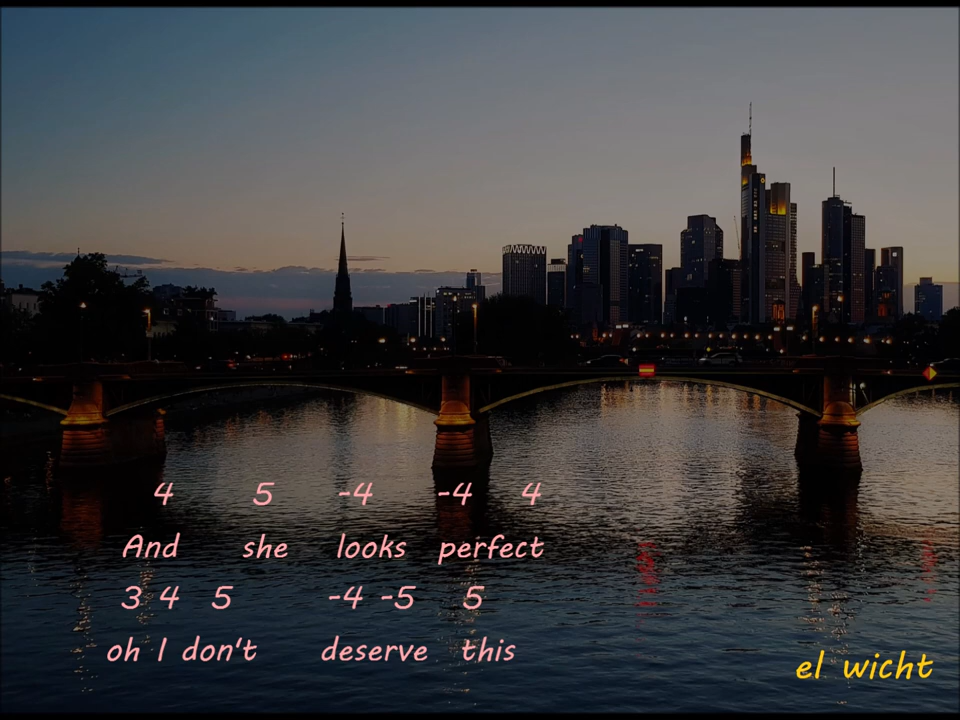 4 5 -4 -4 4
And she looks perfect
3 4 5 -4 -5 5
oh I don't deserve this
el wicht